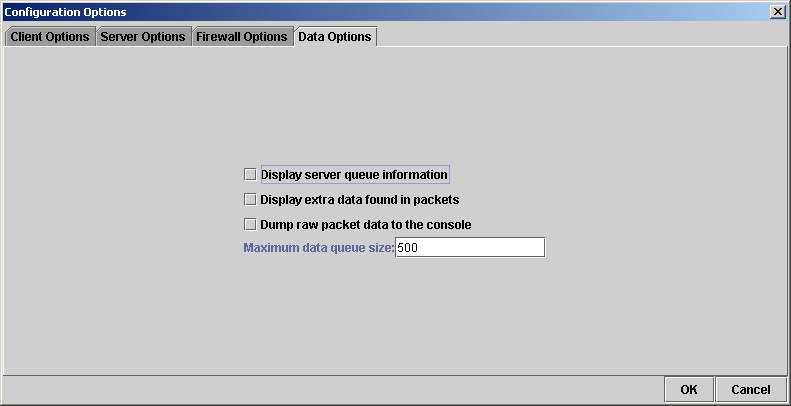 Configuration Options
Client Options Server Options Firewall Options Data Options
Display server queue information
Display extra data found in packets
Dump raw packet data to the console
Maximum data queue size: 500
OK Cancel